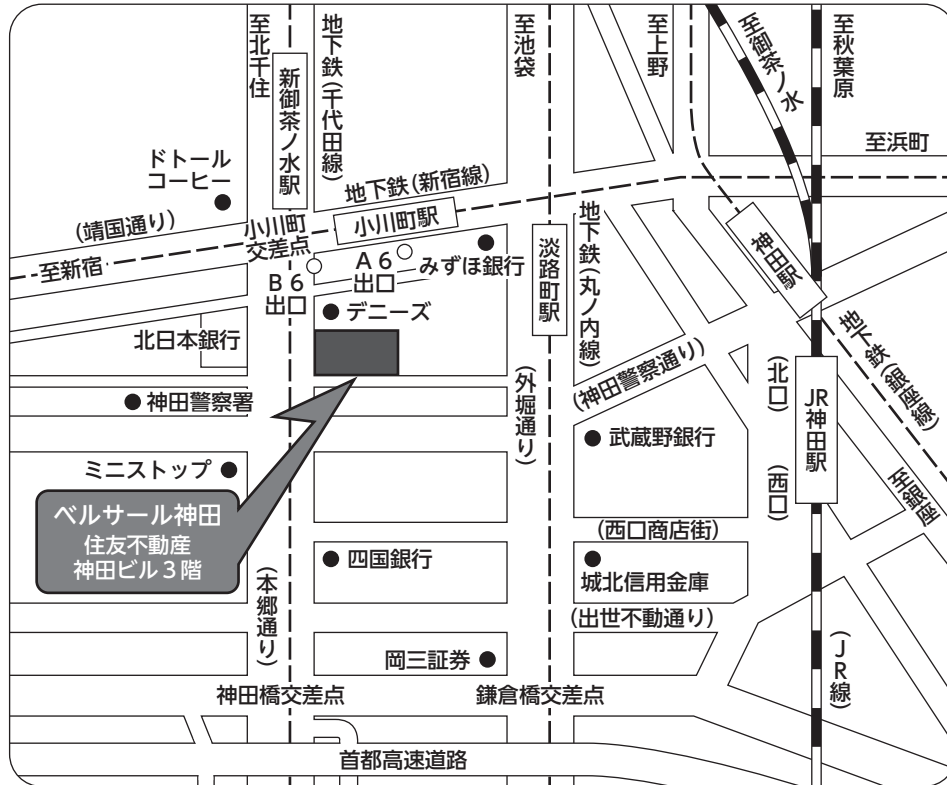 至北千住
地下鉄(千代田線)
新御茶ノ水駅
至池袋
至上野
至御茶ノ水
至秋葉原
至浜町
ドトール
コーヒー
地下鉄(新宿線)
(靖国通り)
小川町
交差点
小川町駅
至新宿
B6
出口
A6
出口
みずほ銀行
淡路町駅
地下鉄(丸ノ内線)
神田駅
デニーズ
北日本銀行
(神田警察通り)
地下鉄(銀座線)
(北口)
JR神田駅
(西口)
神田警察署
(外堀通り)
武蔵野銀行
ミニストップ
至銀座
ベルサール神田
住友不動産
神田ビル3階
(西口商店街)
四国銀行
城北信用金庫
(本郷通り)
(出世不動通り)
岡三証券
(JR線)
神田橋交差点
鎌倉橋交差点
首都高速道路